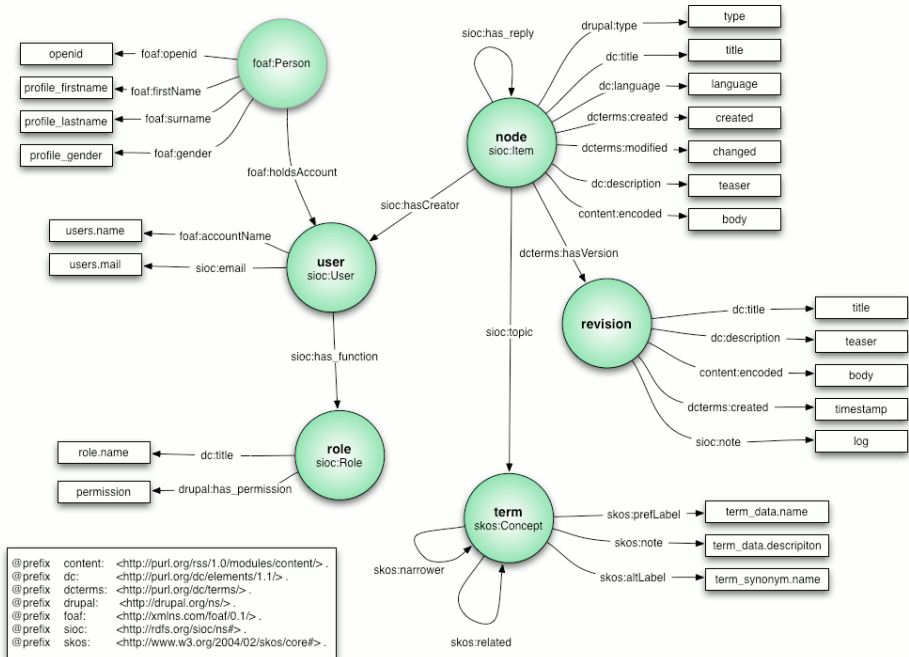 openid
foaf:openid
foaf:Person
profile_firstname
foaf:firstName
profile_lastname
foaf:surname
profile_gender
foaf:gender
foaf:holdsAccount
sioc:has_reply
node
sioc:Item
drupal:type
type
dc:title
title
dc:language
language
dcterms:created
created
dcterms:modified
changed
dc:description
teaser
content:encoded
body
sioc:hasCreator
users.name
foaf:accountName
users.mail
sioc:email
user
sioc:User
dcterms:hasVersion
revision
dc:title
title
dc:description
teaser
content:encoded
body
dcterms:created
timestamp
sioc:note
log
sioc:topic
sioc:has_function
role.name
dc:title
role
sioc:Role
permission
drupal:has_permission
term
skos:Concept
skos:prefLabel
term_data.name
skos:note
term_data.descripiton
skos:altLabel
term_synonym.name
skos:narrower
skos:related
@prefix content: <http://purl.org/rss/1.0/modules/content/> .
@prefix dc: <http://purl.org/dc/elements/1.1/> .
@prefix dcterms: <http://purl.org/dc/terms/> .
@prefix drupal: <http://drupal.org/ns/> .
@prefix foaf: <http://xmlns.com/foaf/0.1/> .
@prefix sioc: <http://rdfs.org/sioc/ns#> .
@prefix skos: <http://www.w3.org/2004/02/skos/core#> .